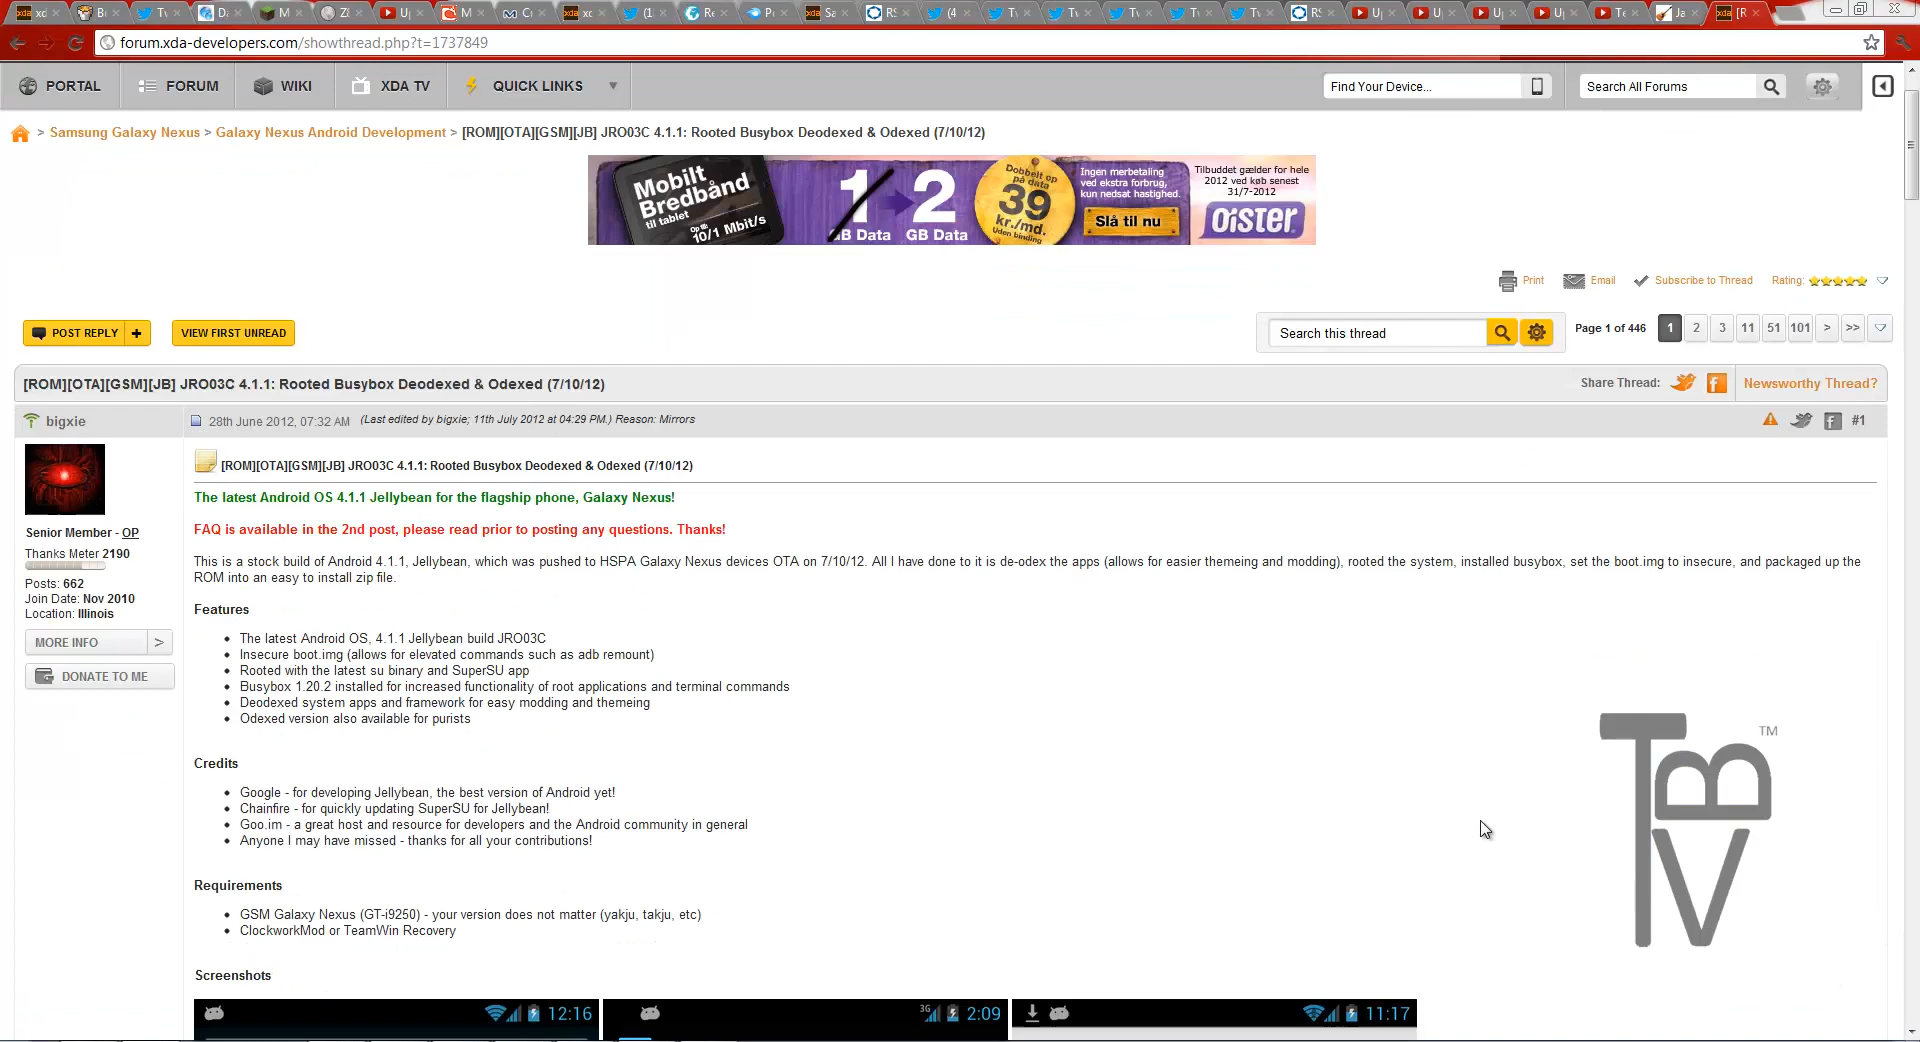 forum.xda-developers.com/showthread.php?t=1737849
PORTAL FORUM WIKI XDA TV QUICK LINKS Find Your Device... Search All Forums
> Samsung Galaxy Nexus > Galaxy Nexus Android Development > [ROM][OTA][GSM][JB] JRO03C 4.1.1: Rooted Busybox Deodexed & Odexed (7/10/12)
Mobilt
Bredbånd
til tablet
Op til:
10/1 Mbit/s
1 2
GB Data GB Data
Dobbelt op
på data
39
kr./md.
Uden binding
Ingen merbetaling
ved ekstra forbrug,
kun nedsat hastighed.
Slå til nu
Tilbuddet gælder for hele
2012 ved køb senest
31/7-2012
oister
Print Email Subscribe to Thread Rating:
POST REPLY + VIEW FIRST UNREAD Search this thread Page 1 of 446 1 2 3 11 51 101 > >>
[ROM][OTA][GSM][JB] JRO03C 4.1.1: Rooted Busybox Deodexed & Odexed (7/10/12) Share Thread: Newsworthy Thread?
bigxie 28th June 2012, 07:32 AM (Last edited by bigxie; 11th July 2012 at 04:29 PM.) Reason: Mirrors #1
Senior Member - OP
Thanks Meter 2190
Posts: 662
Join Date: Nov 2010
Location: Illinois
MORE INFO >
DONATE TO ME
[ROM][OTA][GSM][JB] JRO03C 4.1.1: Rooted Busybox Deodexed & Odexed (7/10/12)
The latest Android OS 4.1.1 Jellybean for the flagship phone, Galaxy Nexus!
FAQ is available in the 2nd post, please read prior to posting any questions. Thanks!
This is a stock build of Android 4.1.1, Jellybean, which was pushed to HSPA Galaxy Nexus devices OTA on 7/10/12. All I have done to it is de-odex the apps (allows for easier themeing and modding), rooted the system, installed busybox, set the boot.img to insecure, and packaged up the
ROM into an easy to install zip file.
Features
The latest Android OS, 4.1.1 Jellybean build JRO03C
Insecure boot.img (allows for elevated commands such as adb remount)
Rooted with the latest su binary and SuperSU app
Busybox 1.20.2 installed for increased functionality of root applications and terminal commands
Deodexed system apps and framework for easy modding and themeing
Odexed version also available for purists
Credits
Google - for developing Jellybean, the best version of Android yet!
Chainfire - for quickly updating SuperSU for Jellybean!
Goo.im - a great host and resource for developers and the Android community in general
Anyone I may have missed - thanks for all your contributions!
Requirements
GSM Galaxy Nexus (GT-i9250) - your version does not matter (yakju, takju, etc)
ClockworkMod or TeamWin Recovery
Screenshots
12:16 3G 2:09 11:17
TBV TM